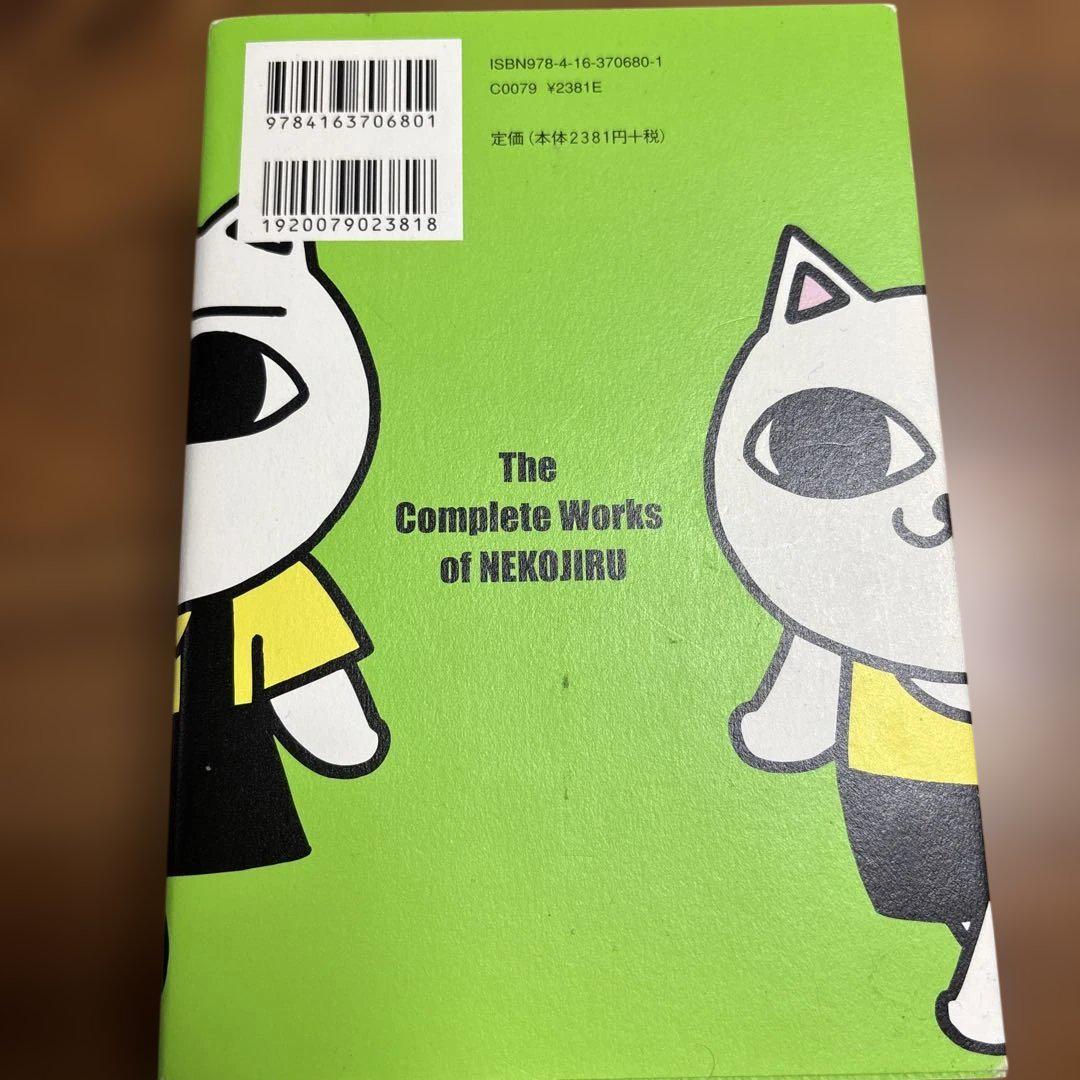 9784163706801
1920079023818
ISBN978-4-16-370680-1
C0079 ¥2381E
定価(本体2381円+税)
The
Complete Works
of NEKOJIRU